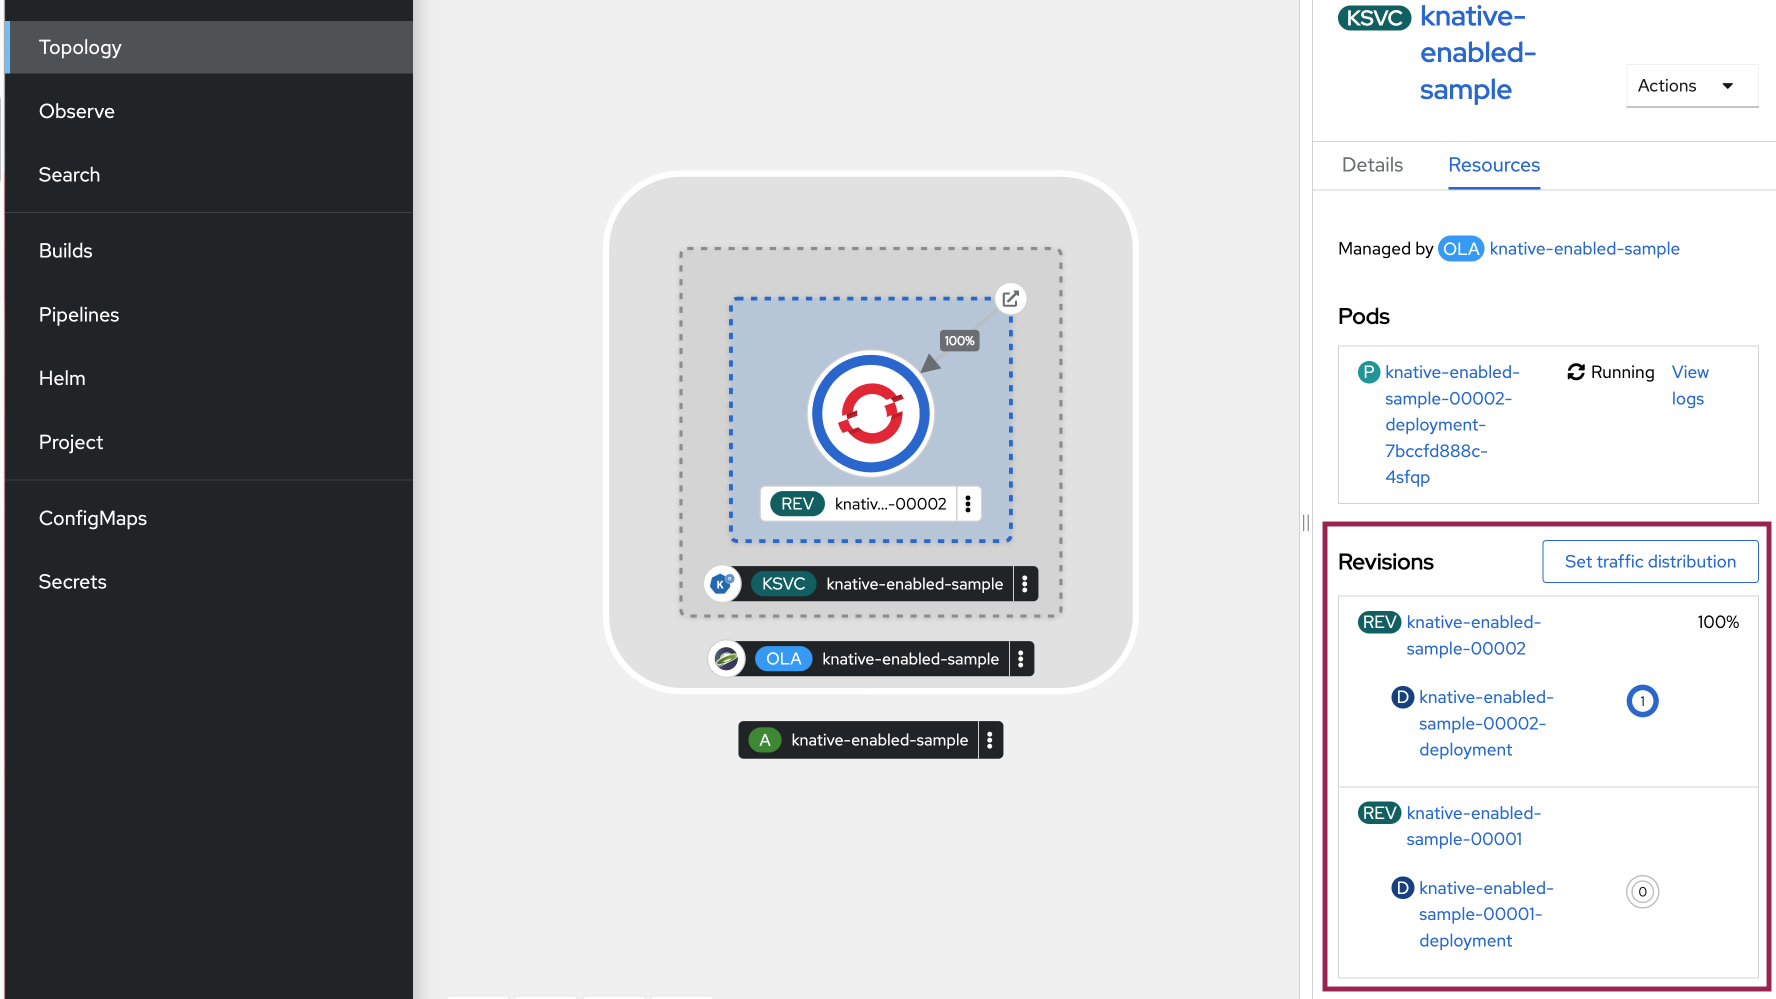 Topology
Observe
Search
Builds
Pipelines
Helm
Project
ConfigMaps
Secrets
100%
REV knativ...-00002
K n
KSVC knative-enabled-sample
OLA knative-enabled-sample
A knative-enabled-sample
KSVC knative-
enabled-
sample
Actions
Details Resources
Managed by OLA knative-enabled-sample
Pods
P knative-enabled-
sample-00002-
deployment-
7bccfd888c-
4sfqp
Running
View
logs
Revisions
Set traffic distribution
REV knative-enabled-
sample-00002
100%
D knative-enabled-
sample-00002-
deployment
1
REV knative-enabled-
sample-00001
D knative-enabled-
sample-00001-
deployment
0